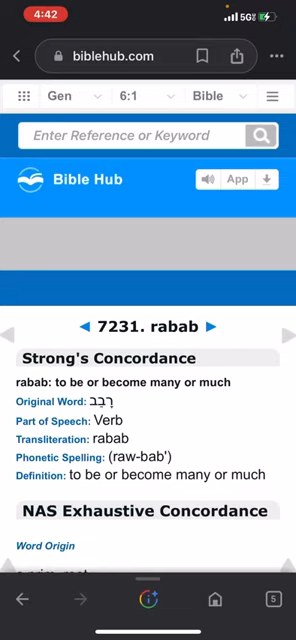 4:42
5G
biblehub.com
Gen 6:1 Bible
Enter Reference or Keyword
Bible Hub
App
7231. rabab
Strong's Concordance
rabab: to be or become many or much
Original Word: רָבַב
Part of Speech: Verb
Transliteration: rabab
Phonetic Spelling: (raw-bab')
Definition: to be or become many or much
NAS Exhaustive Concordance
Word Origin
a prim. root
5